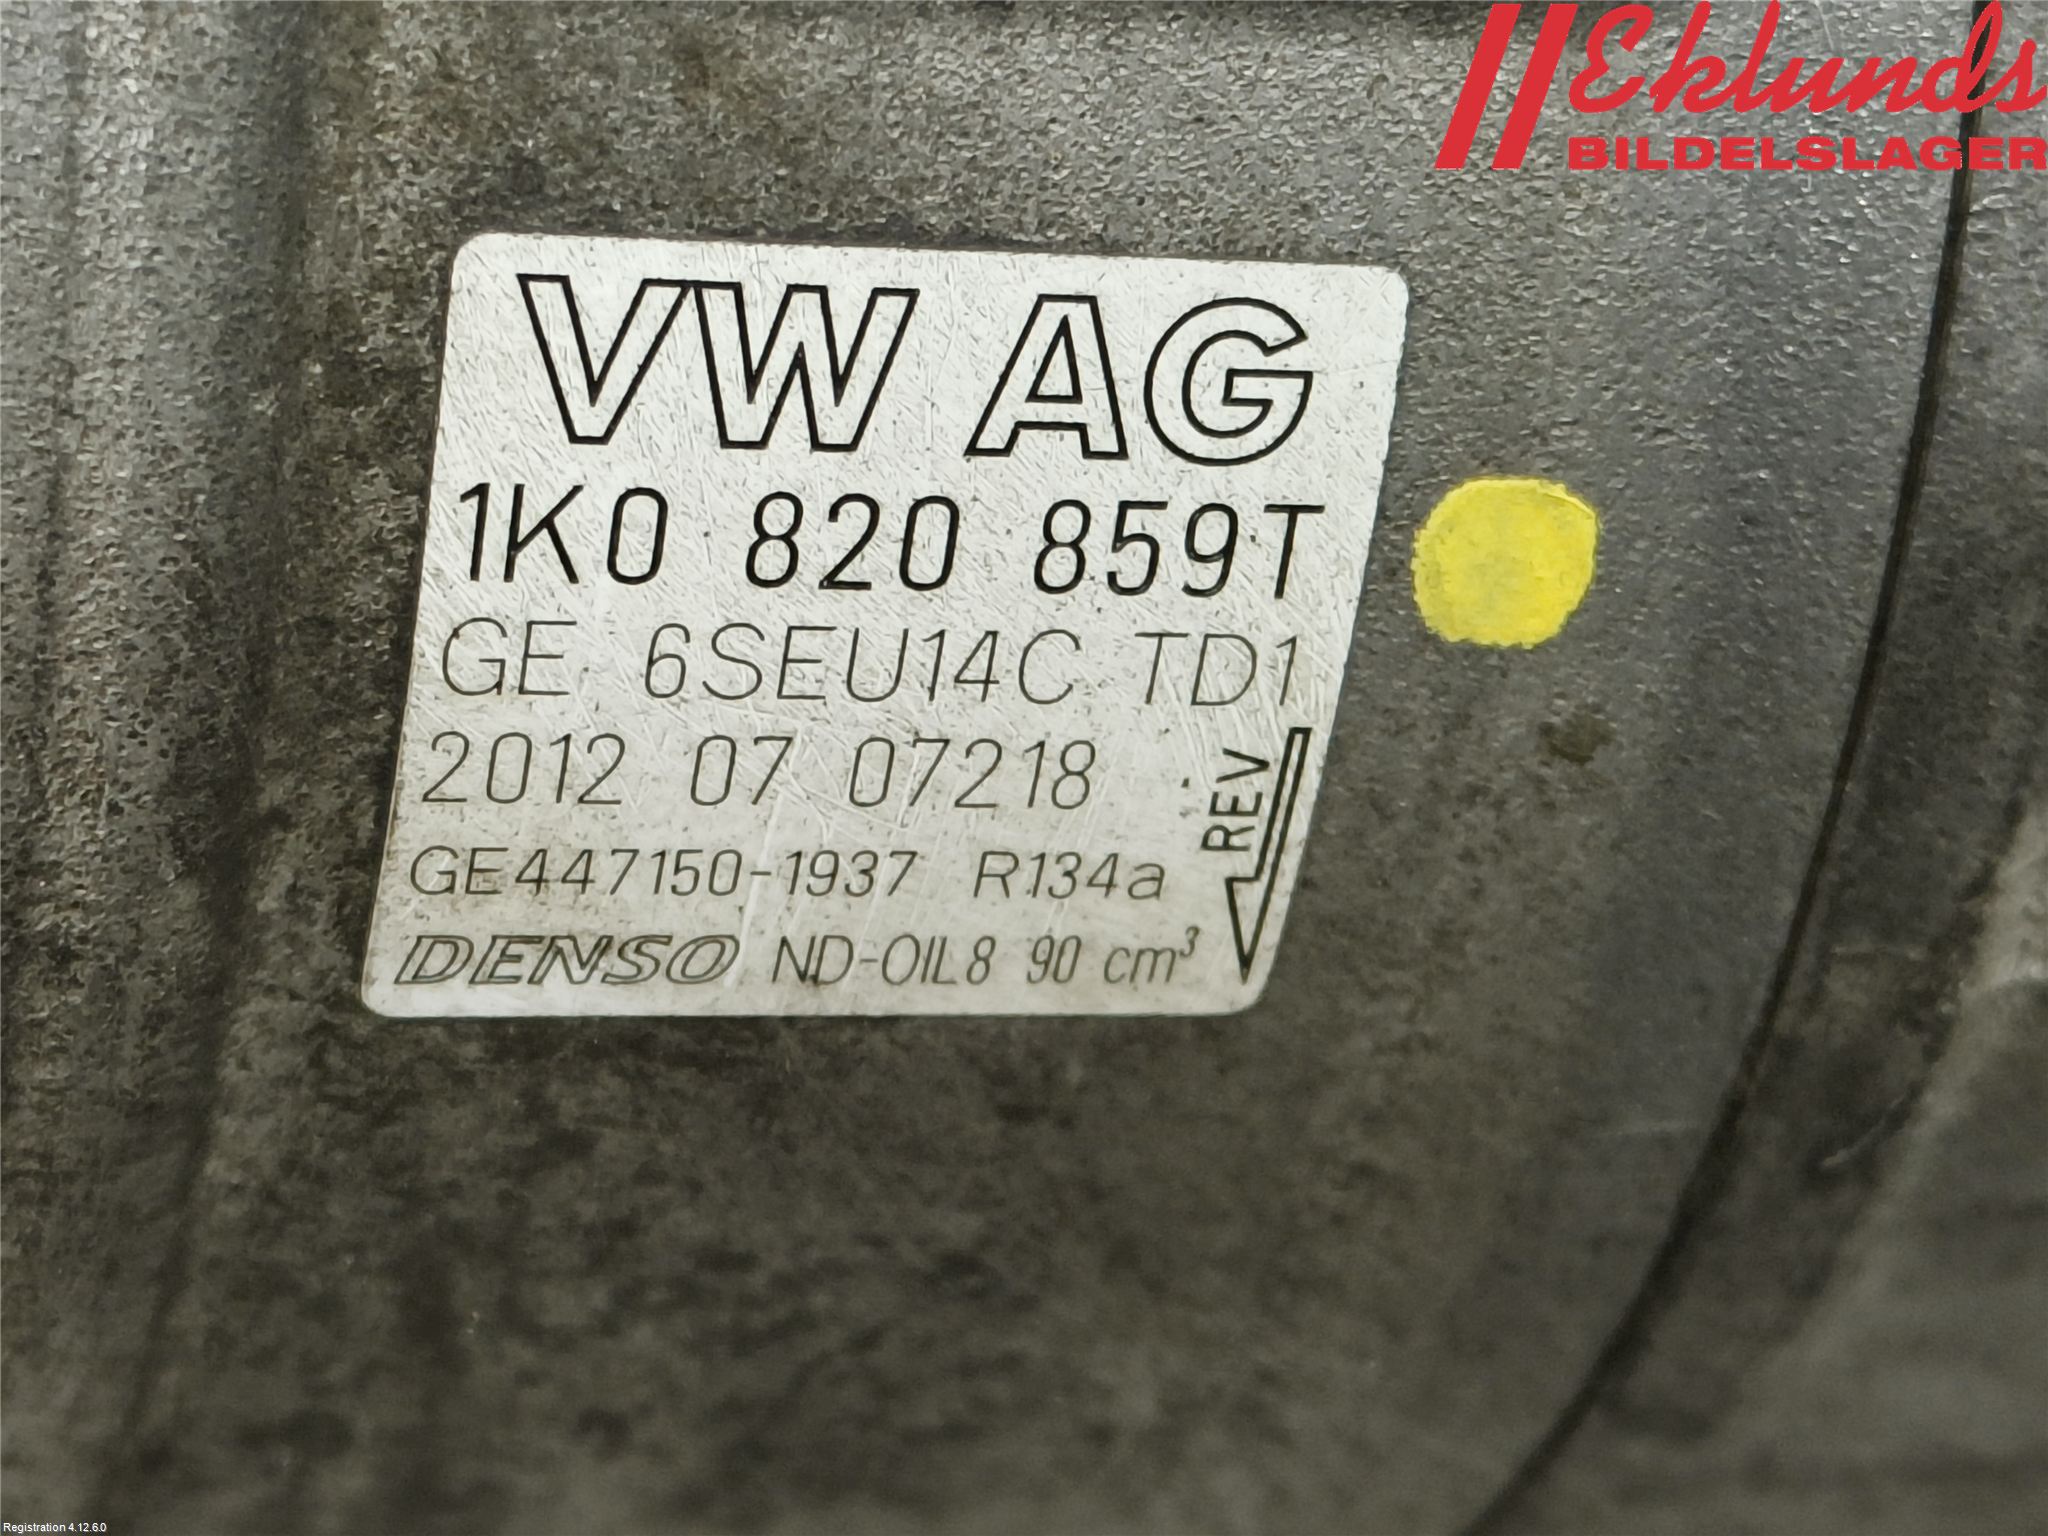 Eklunds
BILDELSLAGER
VW AG
1K0 820 859T
GE 6SEU14C TD1
2012 07 07218
REV
GE447150-1937 R134a
DENSO ND-OIL8 90 cm³
Registration 4.12.6.0